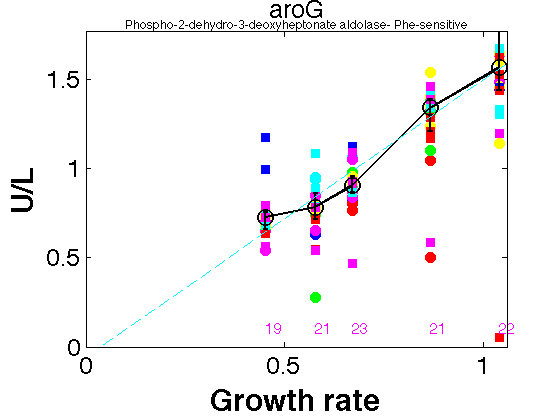 aroG
Phospho-2-dehydro-3-deoxyheptonate aldolase- Phe-sensitive
U/L
1.5
1
0.5
0
19 21 23 21 22
0 0.5 1
Growth rate